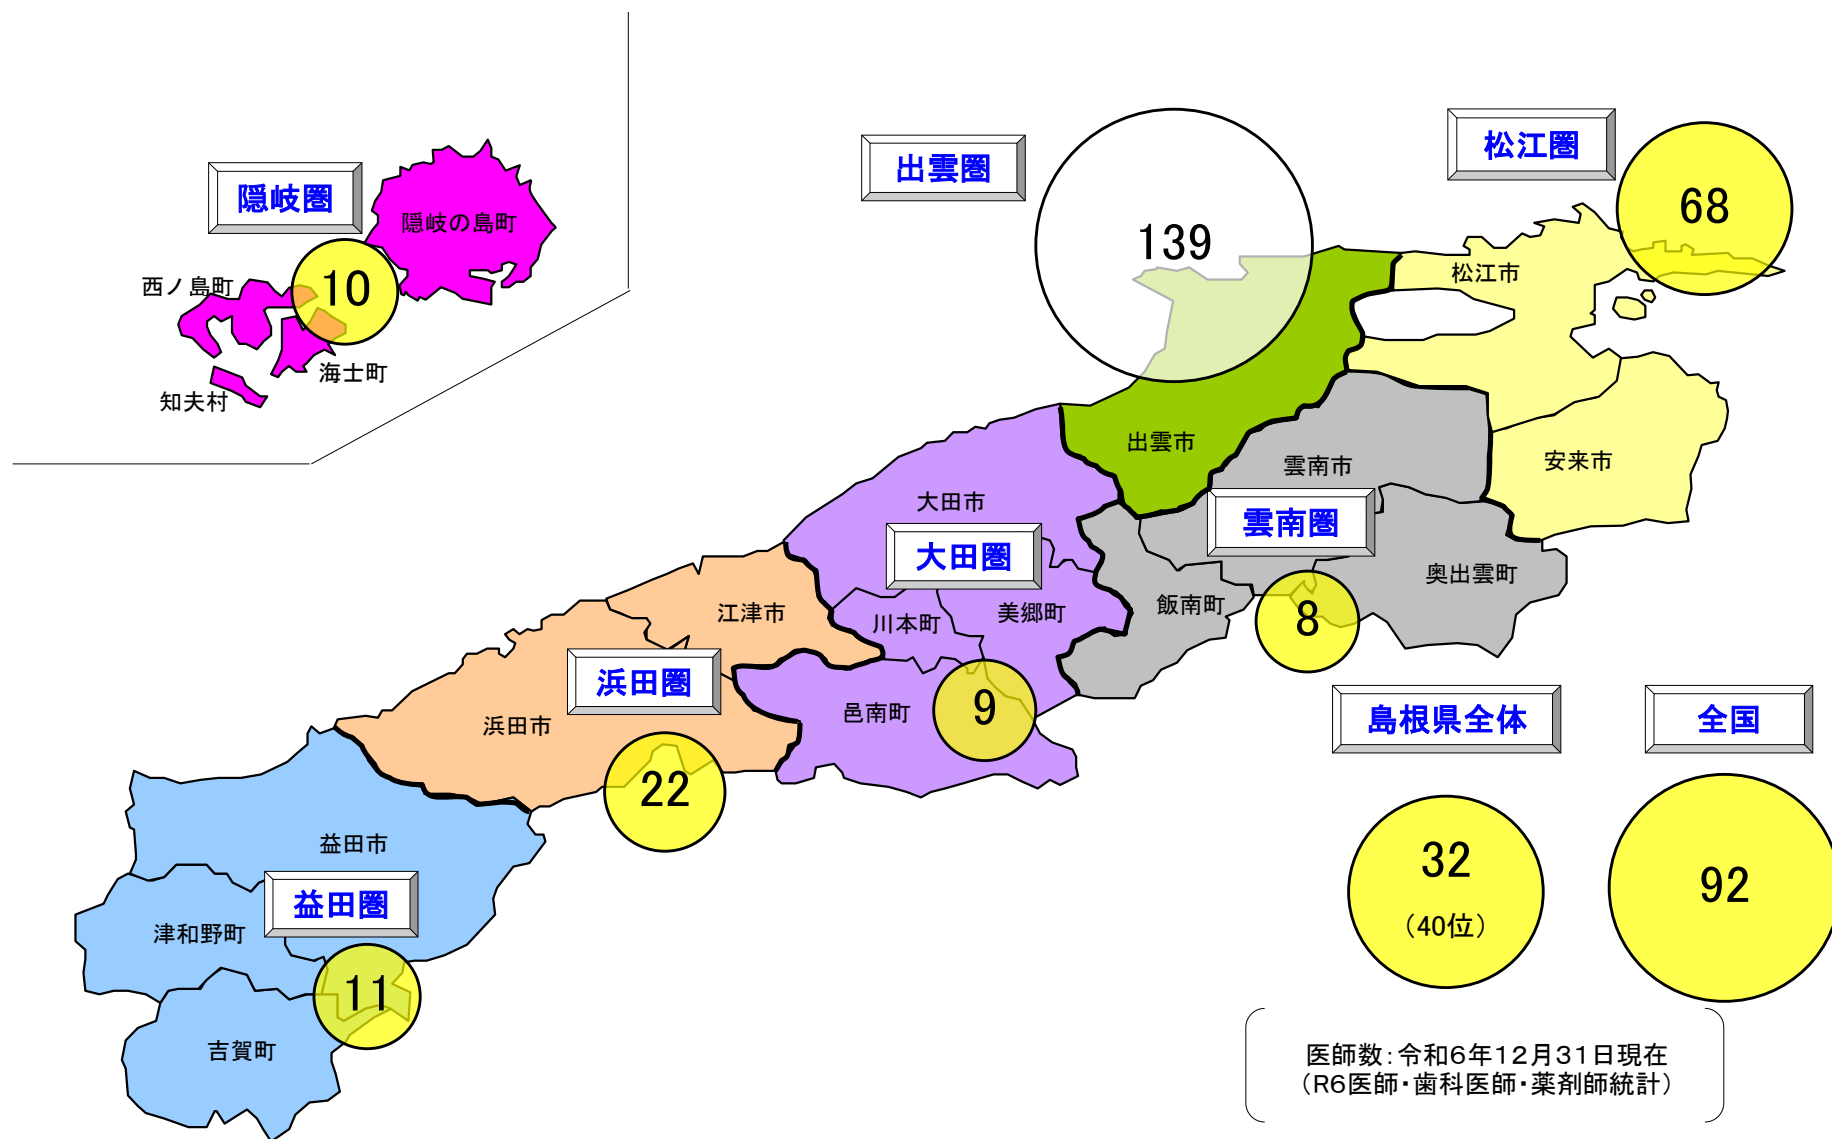 隠岐圏
隠岐の島町
10
西ノ島町
海士町
知夫村
出雲圏
139
松江圏
68
松江市
出雲市
雲南市
安来市
大田市
雲南圏
大田圏
奥出雲町
飯南町
8
江津市
川本町
美郷町
浜田圏
9
邑南町
浜田市
22
島根県全体
全国
32
（40位）
92
益田市
益田圏
津和野町
11
吉賀町
医師数：令和6年12月31日現在
（R6医師・歯科医師・薬剤師統計）